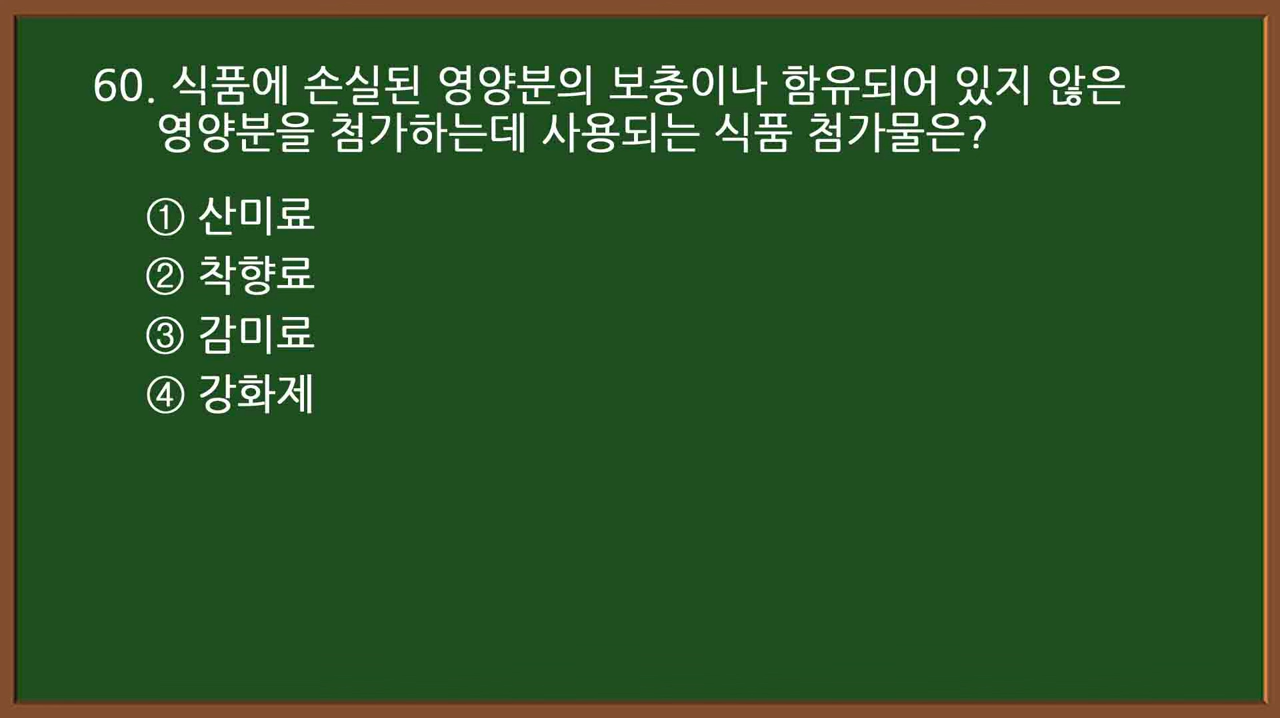 60. 식품에 손실된 영양분의 보충이나 함유되어 있지 않은
영양분을 첨가하는데 사용되는 식품 첨가물은?
① 산미료
② 착향료
③ 감미료
④ 강화제